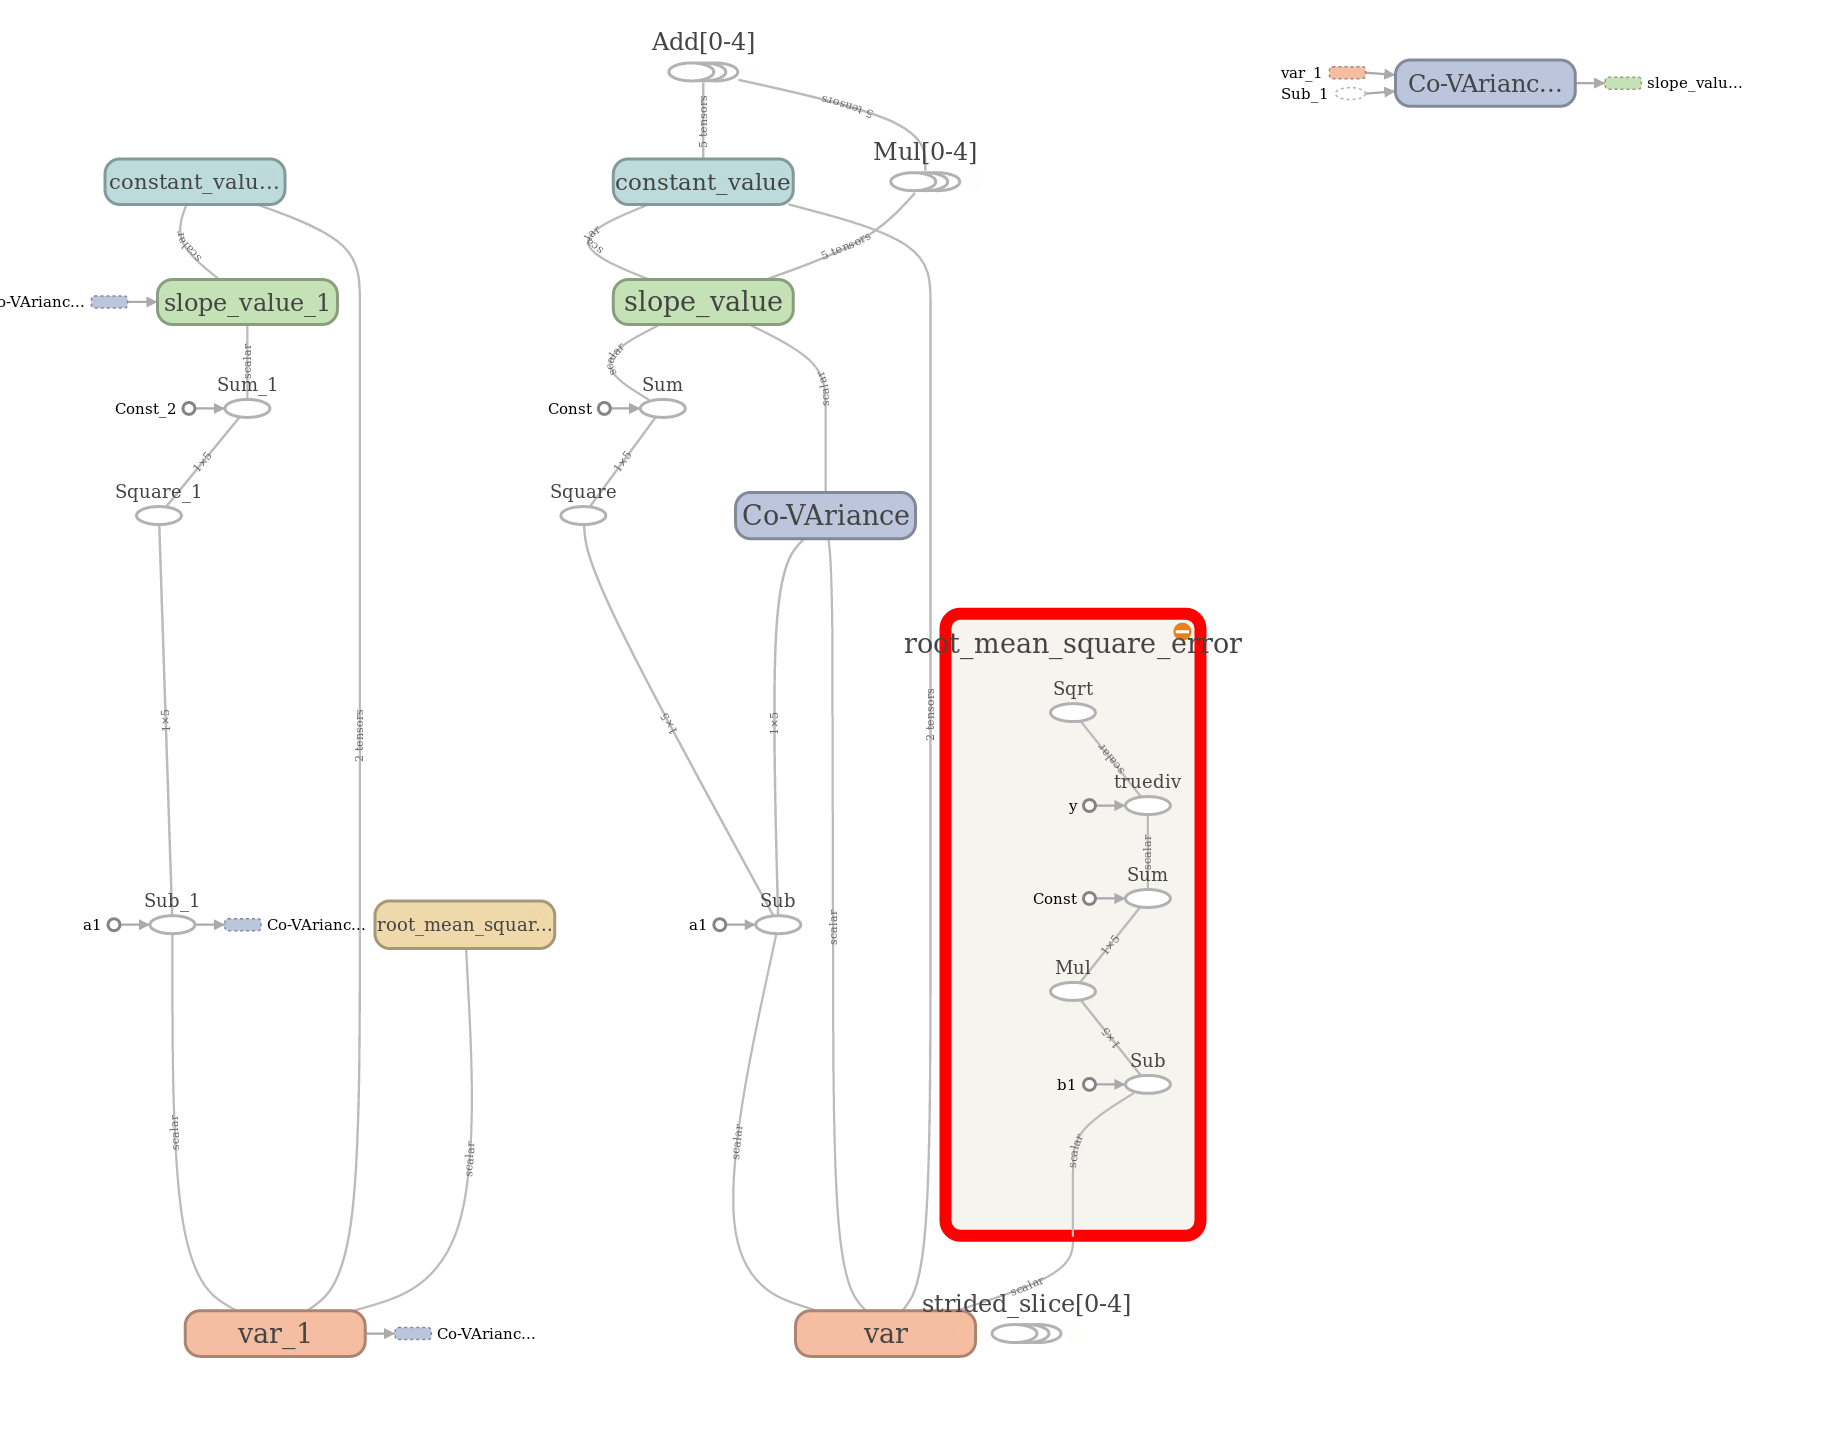 Add[0-4]
5 tensors
5 tensors
Mul[0-4]
var_1
Sub_1
Co-VArianc...
slope_valu...
constant_valu...
constant_value
scalar
scalar
5 tensors
o-VArianc...
slope_value_1
slope_value
scalar
scalar
scalar
Sum_1
Const_2
Sum
Const
1×5
1×5
Square_1
Square
Co-VAriance
root_mean_square_error
Sqrt
scalar
truediv
y
scalar
Sum
Const
1×5
Mul
1×5
Sub
b1
scalar
1×5
2 tensors
1×5
1×5
2 tensors
Sub_1
a1
Co-VArianc...
root_mean_squar...
Sub
a1
scalar
scalar
scalar
scalar
scalar
strided_slice[0-4]
var_1
Co-VArianc...
var